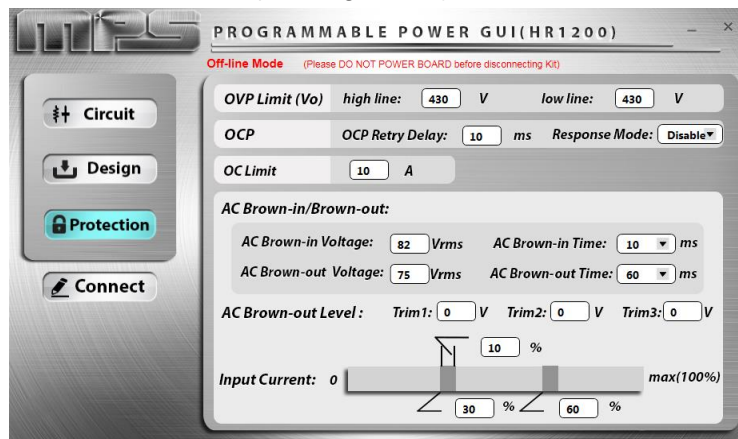 mps PROGRAMMABLE POWER GUI(HR1200) – ×
Off-line Mode (Please DO NOT POWER BOARD before disconnecting Kit)
Circuit
Design
Protection
Connect
OVP Limit (Vo) high line: 430 V low line: 430 V
OCP OCP Retry Delay: 10 ms Response Mode: Disable
OC Limit 10 A
AC Brown-in/Brown-out:
AC Brown-in Voltage: 82 Vrms AC Brown-in Time: 10 ms
AC Brown-out Voltage: 75 Vrms AC Brown-out Time: 60 ms
AC Brown-out Level : Trim1: 0 V Trim2: 0 V Trim3: 0 V
10 %
Input Current: 0 max(100%)
30 % 60 %